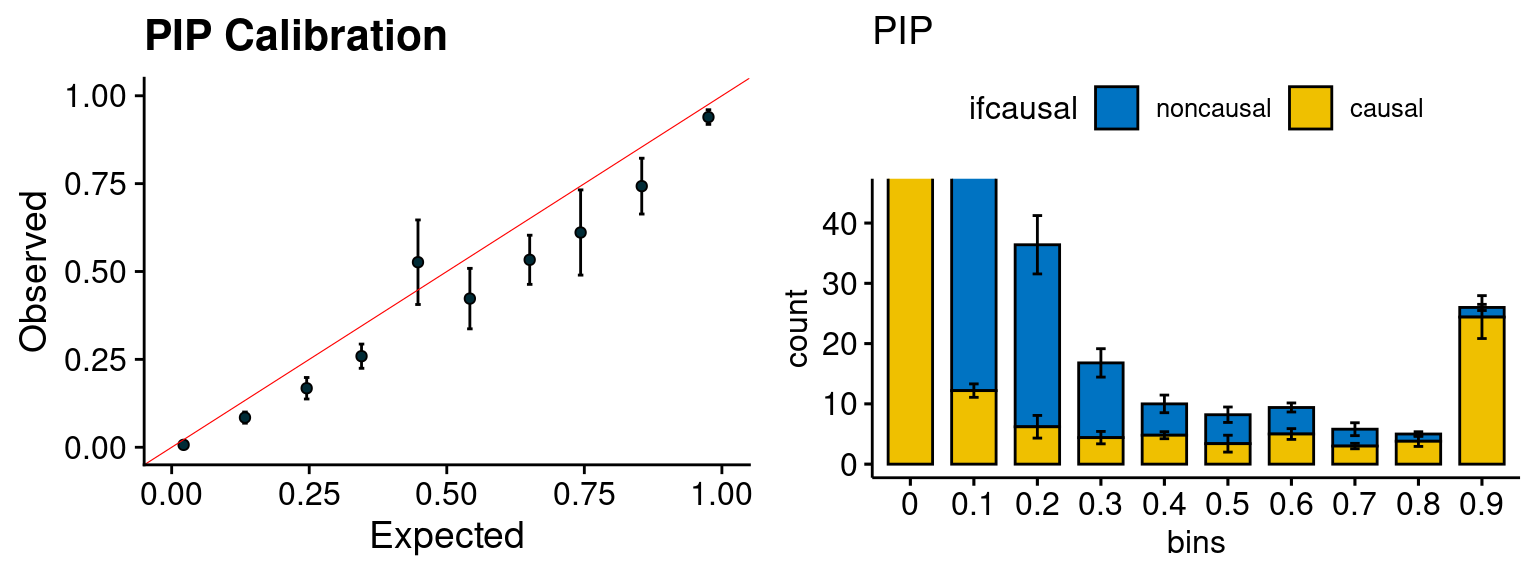 PIP Calibration
1.00
0.75
0.50
0.25
0.00
Observed
0.00 0.25 0.50 0.75 1.00
Expected
PIP
ifcausal noncausal causal
40
30
20
10
0
count
0 0.1 0.2 0.3 0.4 0.5 0.6 0.7 0.8 0.9
bins